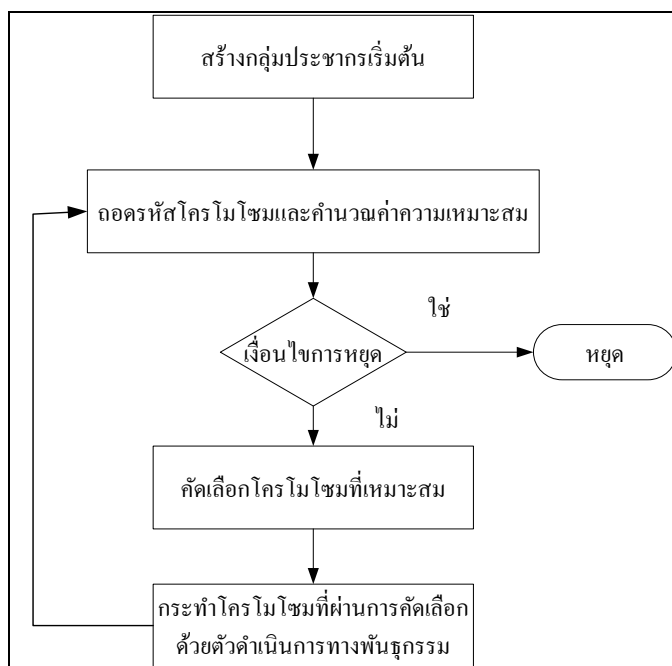 สร้างกลุ่มประชากรเริ่มต้น
ถอดรหัสโครโมโซมและคำนวณค่าความเหมาะสม
ใช่
เงื่อนไขการหยุด
หยุด
ไม่
คัดเลือกโครโมโซมที่เหมาะสม
กระทำโครโมโซมที่ผ่านการคัดเลือก
ด้วยตัวดำเนินการทางพันธุกรรม